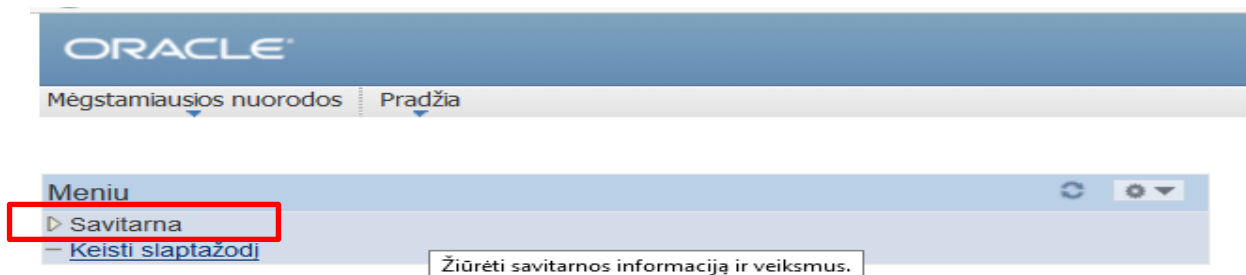 ORACLE
Mėgstamiausios nuorodos Pradžia
Meniu
Savitarna
Keisti slaptažodį
Žiūrėti savitarnos informaciją ir veiksmus.